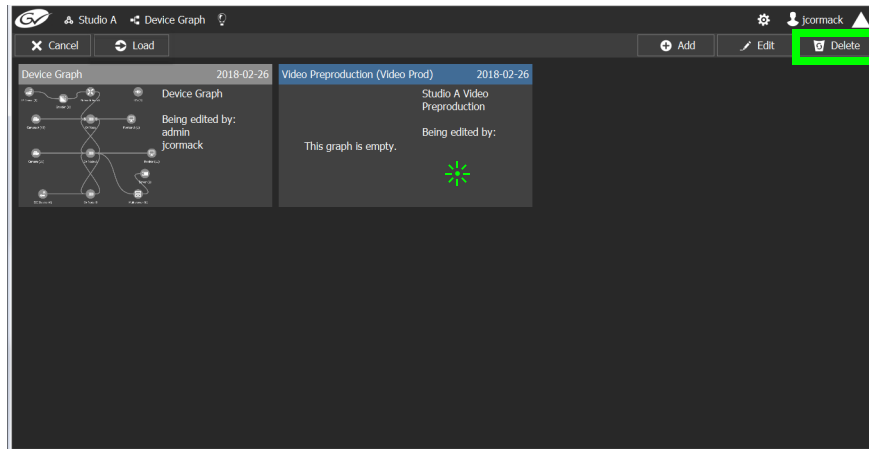 GV Studio A Device Graph jcormack
Cancel Load Add Edit Delete
Device Graph 2018-02-26
Device Graph
Being edited by:
admin
jcormack
Video Preproduction (Video Prod) 2018-02-26
Studio A Video
Preproduction
Being edited by:
This graph is empty.